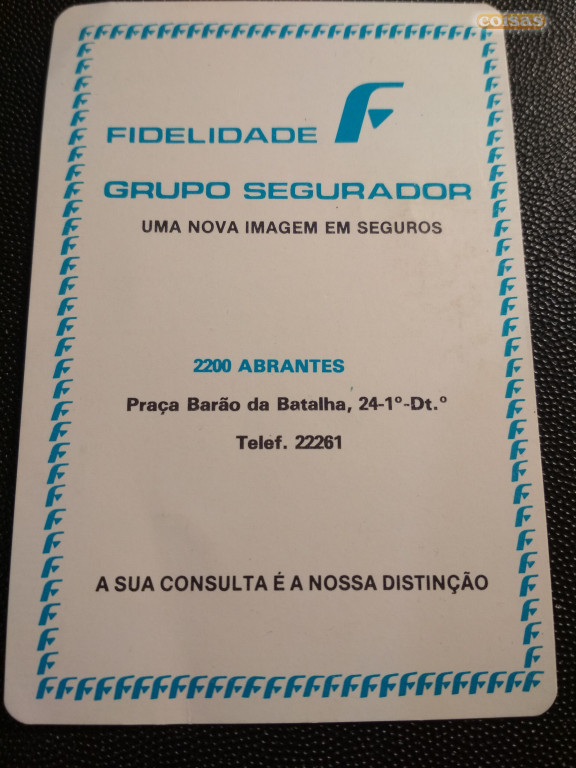 coisas
FIDELIDADE
GRUPO SEGURADOR
UMA NOVA IMAGEM EM SEGUROS
2200 ABRANTES
Praça Barão da Batalha, 24-1º-Dt.º
Telef. 22261
A SUA CONSULTA É A NOSSA DISTINÇÃO